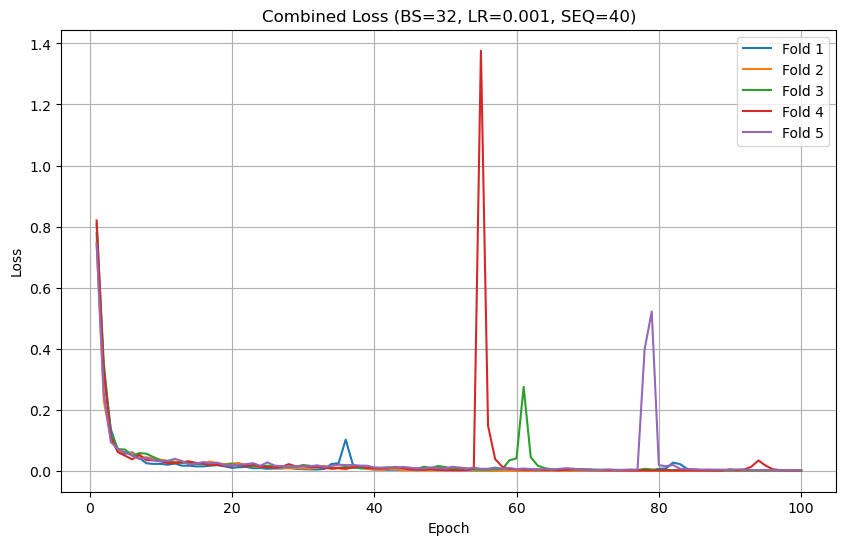 Combined Loss (BS=32, LR=0.001, SEQ=40)
Fold 1
Fold 2
Fold 3
Fold 4
Fold 5
Loss
1.4
1.2
1.0
0.8
0.6
0.4
0.2
0.0
0 20 40 60 80 100
Epoch